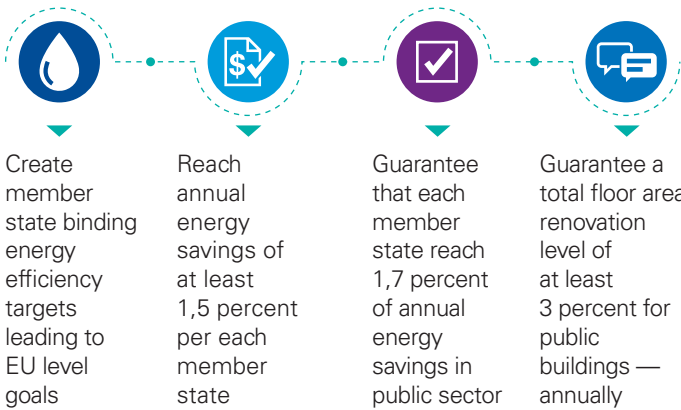 $
Create
member
state binding
energy
efficiency
targets
leading to
EU level
goals
Reach
annual
energy
savings of
at least
1,5 percent
per each
member
state
Guarantee
that each
member
state reach
1,7 percent
of annual
energy
savings in
public sector
Guarantee a
total floor area
renovation
level of
at least
3 percent for
public
buildings —
annually